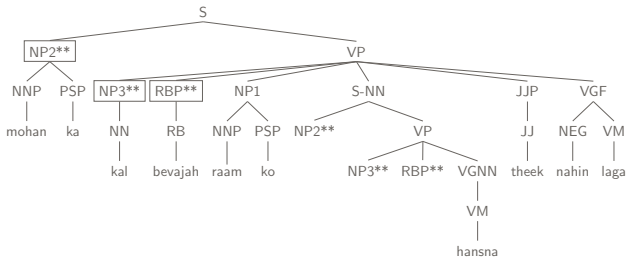 S
NP2** VP
NNP PSP NP3** RBP** NP1 S-NN JJP VGF
mohan ka NN RB NNP PSP NP2** VP JJ NEG VM
kal bevajah raam ko NP3** RBP** VGNN theek nahin laga
VM
hansna